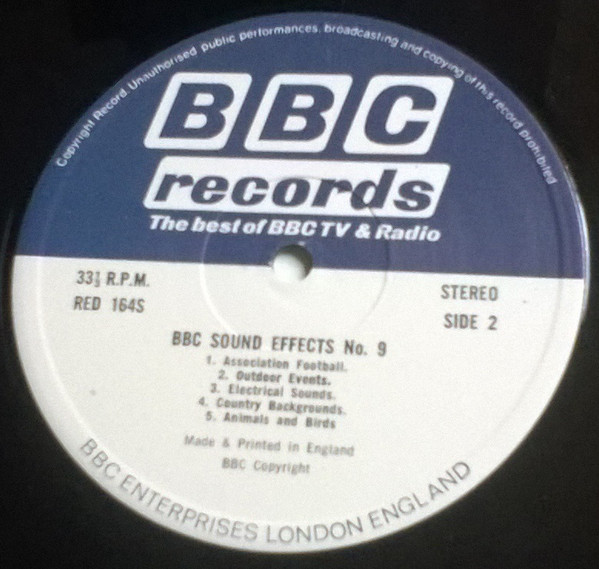 Copyright Record. Unauthorised public performances, broadcasting and copying of this record prohibited
BBC
records
The best of BBC TV & Radio
33⅓ R.P.M.
RED 164S
STEREO
SIDE 2
BBC SOUND EFFECTS No. 9
1. Association Football.
2. Outdoor Events.
3. Electrical Sounds.
4. Country Backgrounds.
5. Animals and Birds
Made & Printed in England
BBC Copyright
BBC ENTERPRISES LONDON ENGLAND